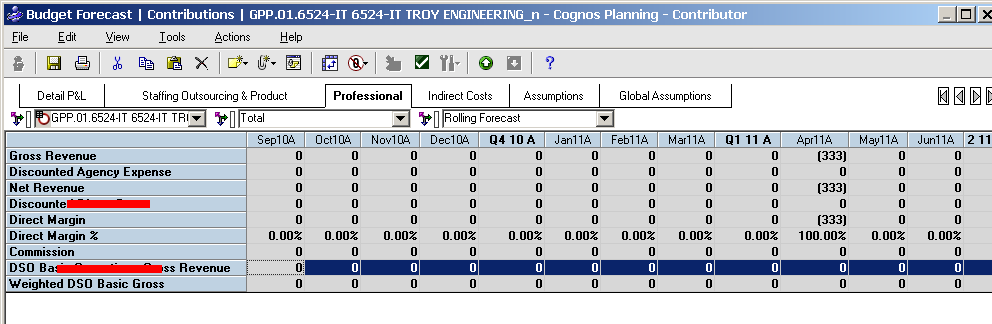 Budget Forecast | Contributions | GPP.01.6524-IT 6524-IT TROY ENGINEERING_n - Cognos Planning - Contributor
File Edit View Tools Actions Help
Detail P&L Staffing Outsourcing & Product Professional Indirect Costs Assumptions Global Assumptions
GPP.01.6524-IT 6524-IT Total Rolling Forecast
Sep10A Oct10A Nov10A Dec10A Q4 10 A Jan11A Feb11A Mar11A Q1 11 A Apr11A May11A Jun11A 2 11
Gross Revenue 0 0 0 0 0 0 0 0 0 (333) 0 0
Discounted Agency Expense 0 0 0 0 0 0 0 0 0 0 0 0
Net Revenue 0 0 0 0 0 0 0 0 0 (333) 0 0
0 0 0 0 0 0 0 0 0 0 0 0
Direct Margin 0 0 0 0 0 0 0 0 0 (333) 0 0
Direct Margin % 0.00% 0.00% 0.00% 0.00% 0.00% 0.00% 0.00% 0.00% 0.00% 100.00% 0.00% 0.00%
Commission 0 0 0 0 0 0 0 0 0 0 0 0
DSO Revenue 0 0 0 0 0 0 0 0 0 0 0 0
Weighted DSO Basic Gross 0 0 0 0 0 0 0 0 0 0 0 0